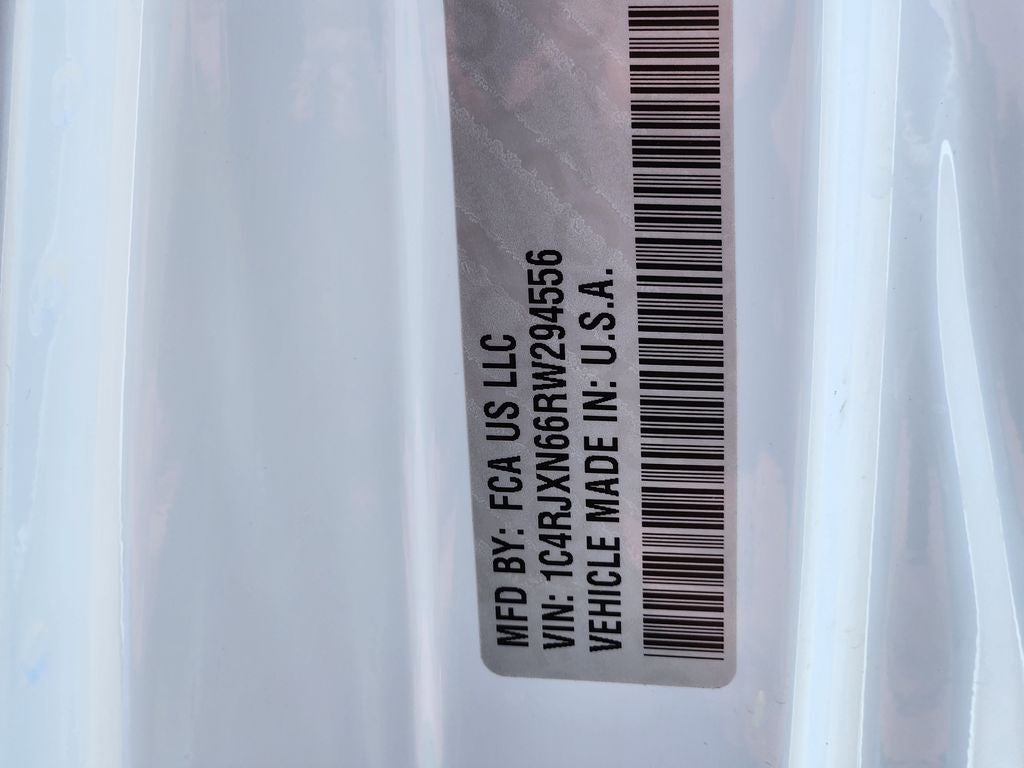 MFD BY: FCA US LLC
VIN: 1C4RJXN66RW294556
VEHICLE MADE IN: U.S.A.